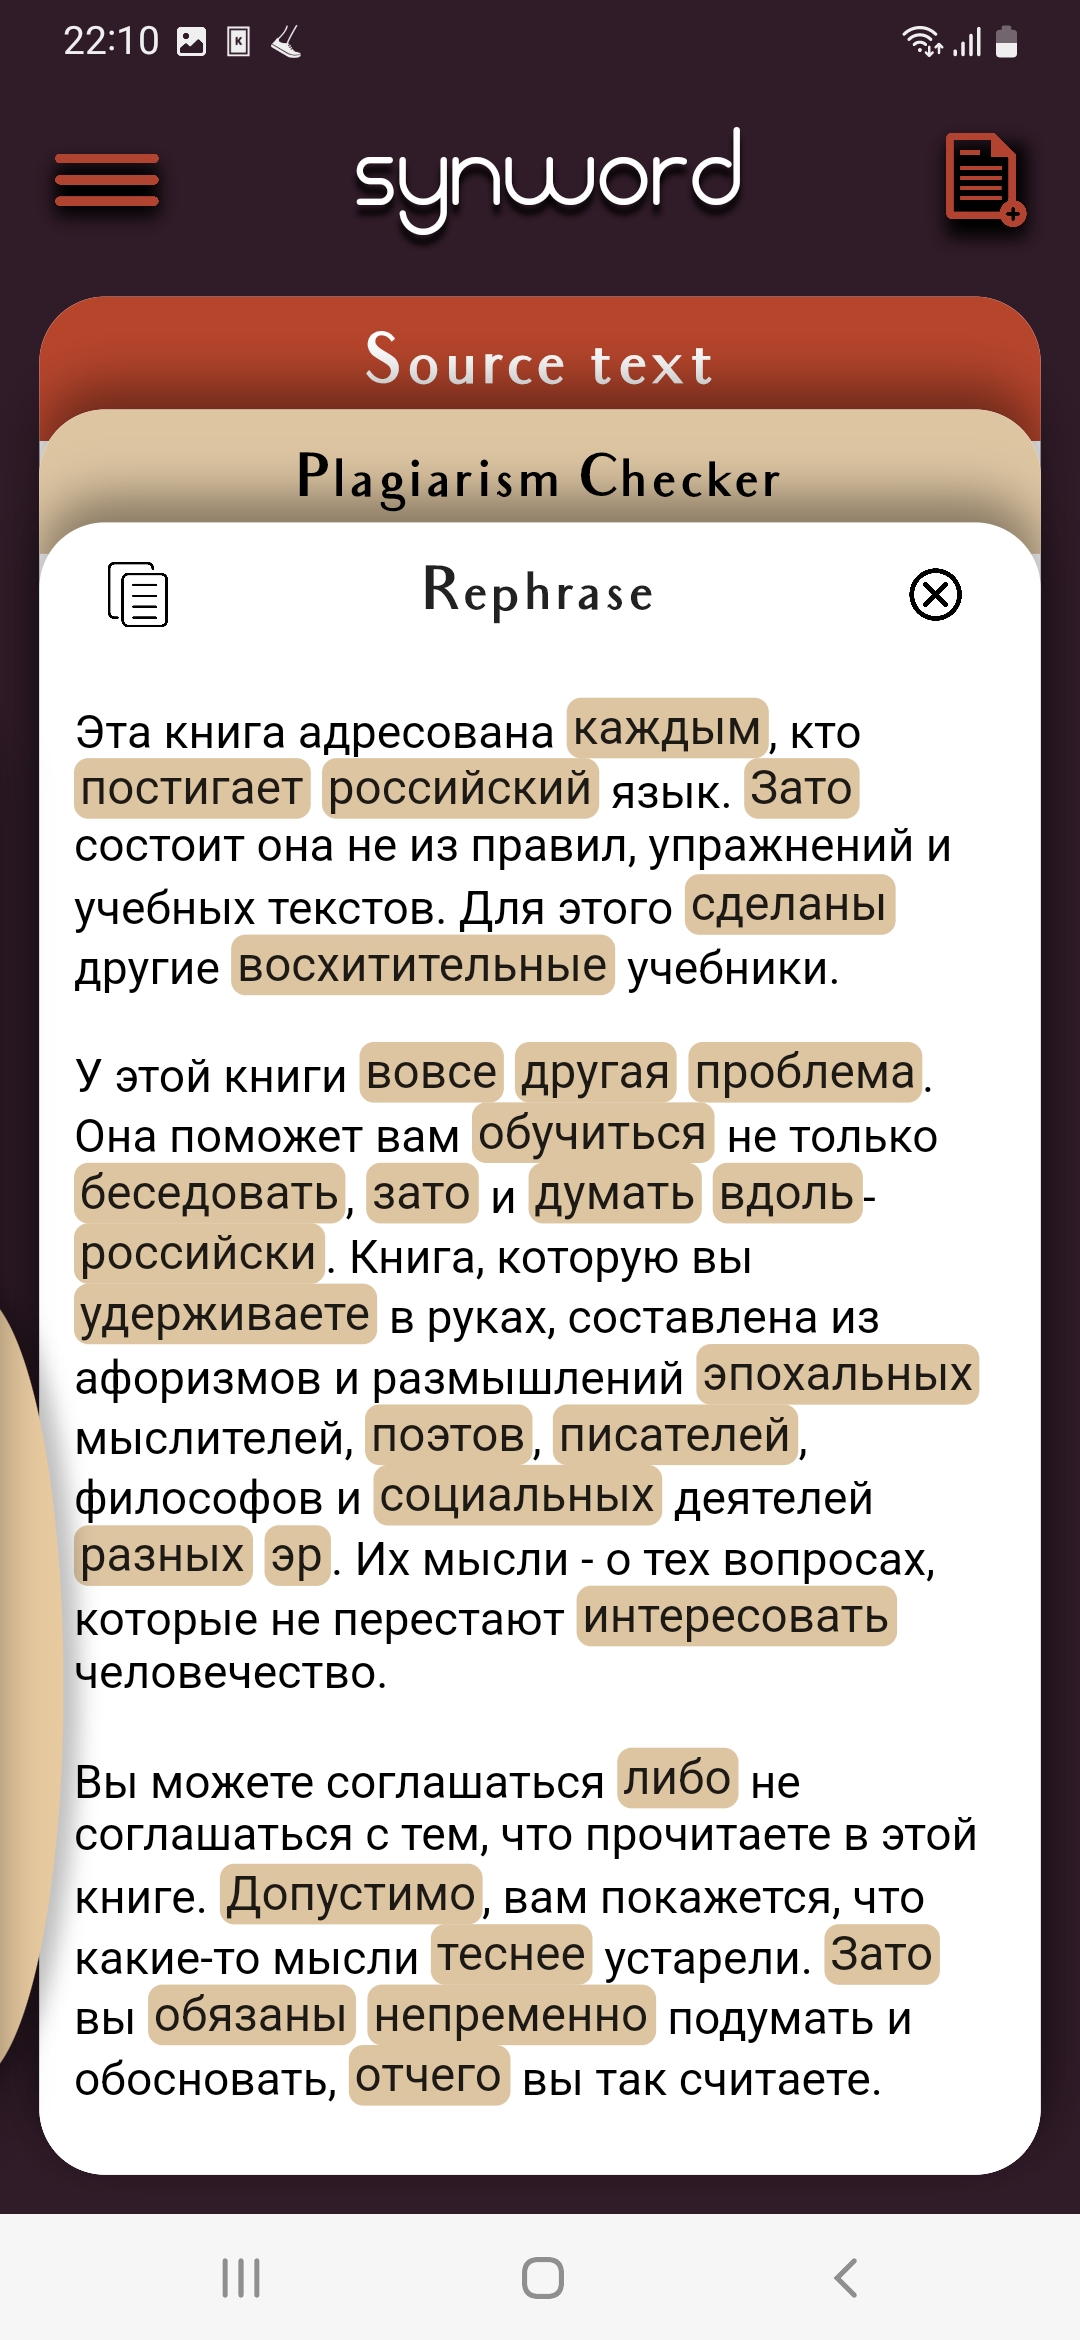 22:10
synword
Source text
Plagiarism Checker
Rephrase
Эта книга адресована каждым, кто
постигает российский язык. Зато
состоит она не из правил, упражнений и
учебных текстов. Для этого сделаны
другие восхитительные учебники.
У этой книги вовсе другая проблема.
Она поможет вам обучиться не только
беседовать, зато и думать вдоль-
российски. Книга, которую вы
удерживаете в руках, составлена из
афоризмов и размышлений эпохальных
мыслителей, поэтов, писателей,
философов и социальных деятелей
разных эр. Их мысли - о тех вопросах,
которые не перестают интересовать
человечество.
Вы можете соглашаться либо не
соглашаться с тем, что прочитаете в этой
книге. Допустимо, вам покажется, что
какие-то мысли теснее устарели. Зато
вы обязаны непременно подумать и
обосновать, отчего вы так считаете.